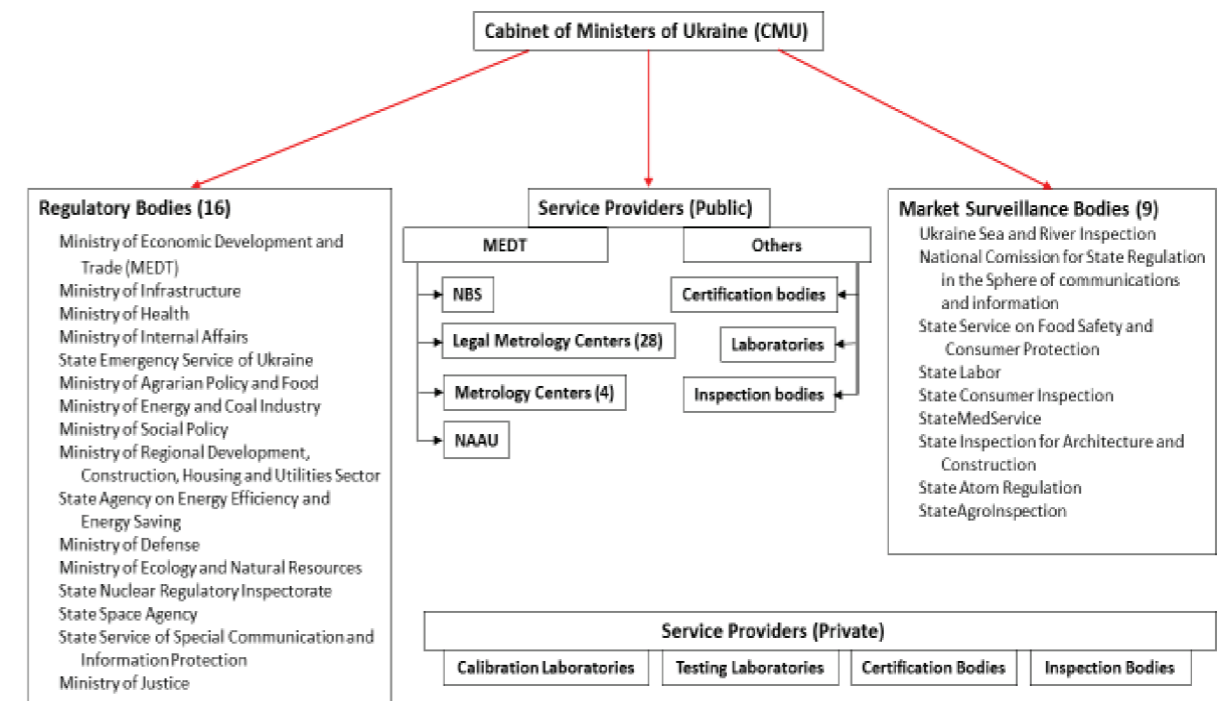 Cabinet of Ministers of Ukraine (CMU)
Regulatory Bodies (16)
Ministry of Economic Development and
Trade (MEDT)
Ministry of Infrastructure
Ministry of Health
Ministry of Internal Affairs
State Emergency Service of Ukraine
Ministry of Agrarian Policy and Food
Ministry of Energy and Coal Industry
Ministry of Social Policy
Ministry of Regional Development,
Construction, Housing and Utilities Sector
State Agency on Energy Efficiency and
Energy Saving
Ministry of Defense
Ministry of Ecology and Natural Resources
State Nuclear Regulatory Inspectorate
State Space Agency
State Service of Special Communication and
Information Protection
Ministry of Justice
Service Providers (Public)
MEDT
NBS
Legal Metrology Centers (28)
Metrology Centers (4)
NAAU
Others
Certification bodies
Laboratories
Inspection bodies
Market Surveillance Bodies (9)
Ukraine Sea and River Inspection
National Comission for State Regulation
in the Sphere of communications
and information
State Service on Food Safety and
Consumer Protection
State Labor
State Consumer Inspection
StateMedService
State Inspection for Architecture and
Construction
State Atom Regulation
StateAgroInspection
Service Providers (Private)
Calibration Laboratories
Testing Laboratories
Certification Bodies
Inspection Bodies